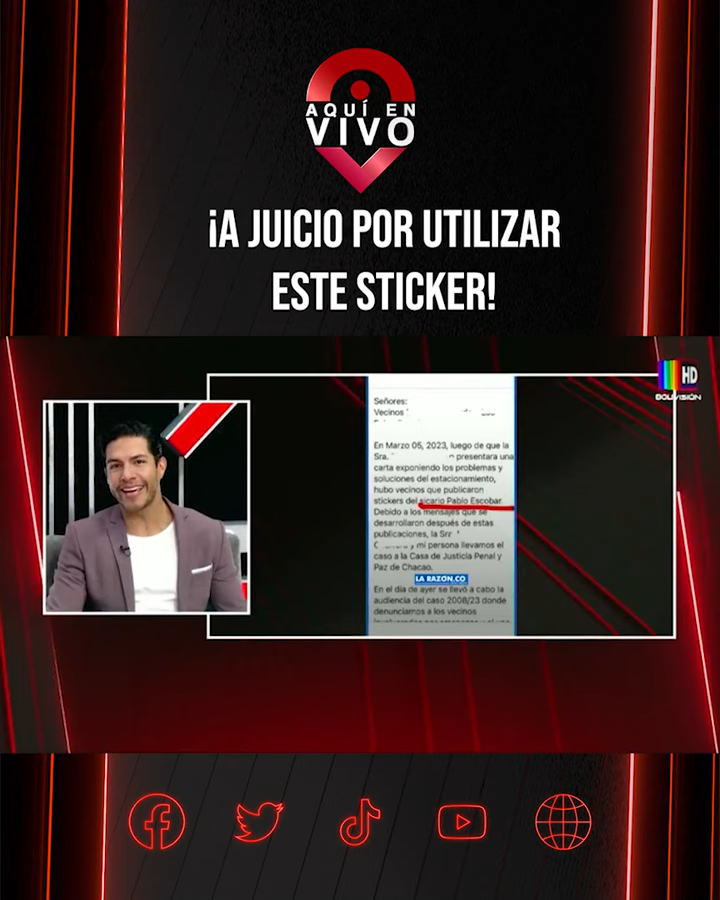 AQUÍ EN
VIVO
¡A JUICIO POR UTILIZAR
ESTE STICKER!
HD
BOLIVISIÓN
Señores:
Vecinos
En Marzo 05, 2023, luego de que la
Sra. presentara una
carta exponiendo los problemas y
soluciones del estacionamiento,
hubo vecinos que publicaron
stickers del sicario Pablo Escobar.
Debido a los mensajes que se
desarrollaron después de estas
publicaciones, la Sra
y mi persona llevamos el
caso a la Casa de Justicia Penal y
Paz de Chacao.
LA RAZÓN.CO
En el día de ayer se llevó a cabo la
audiencia del caso 2008/23 donde
denunciamos a los vecinos